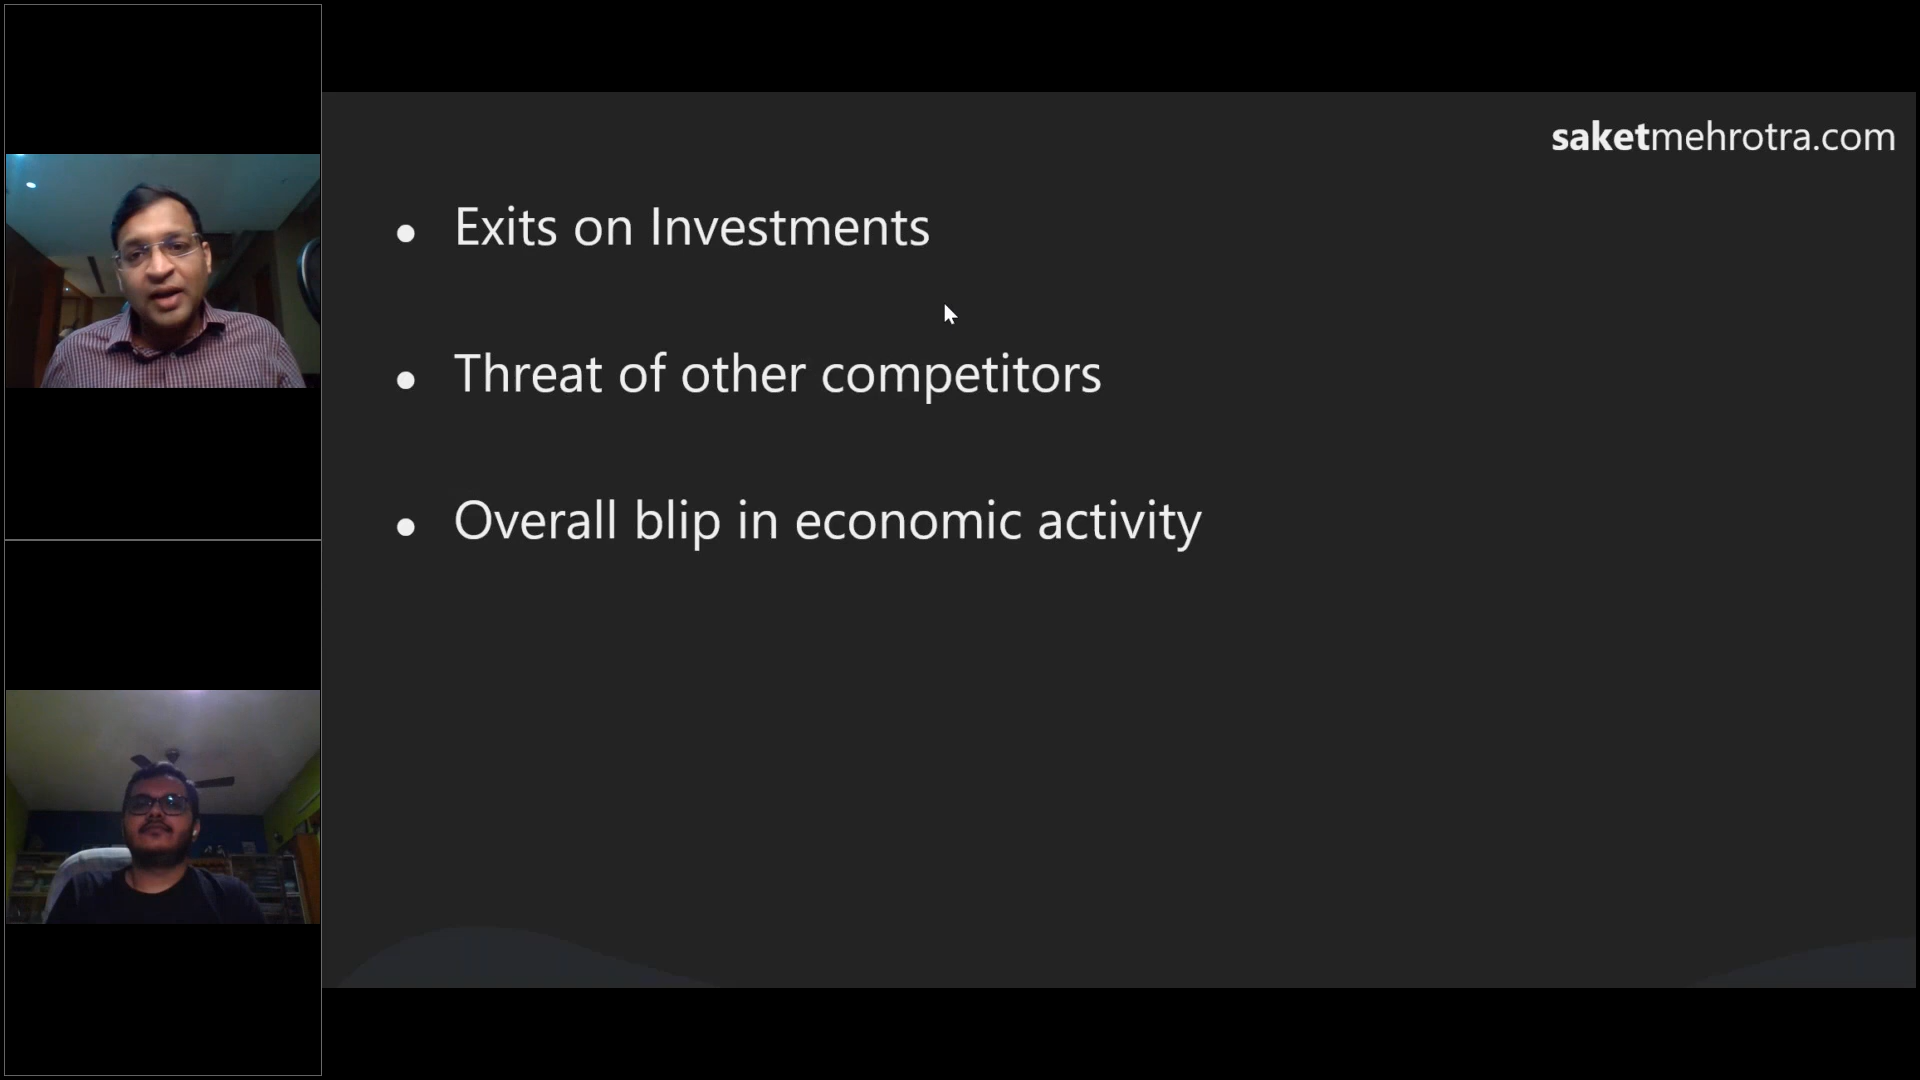 saketmehrotra.com
Exits on Investments
Threat of other competitors
Overall blip in economic activity